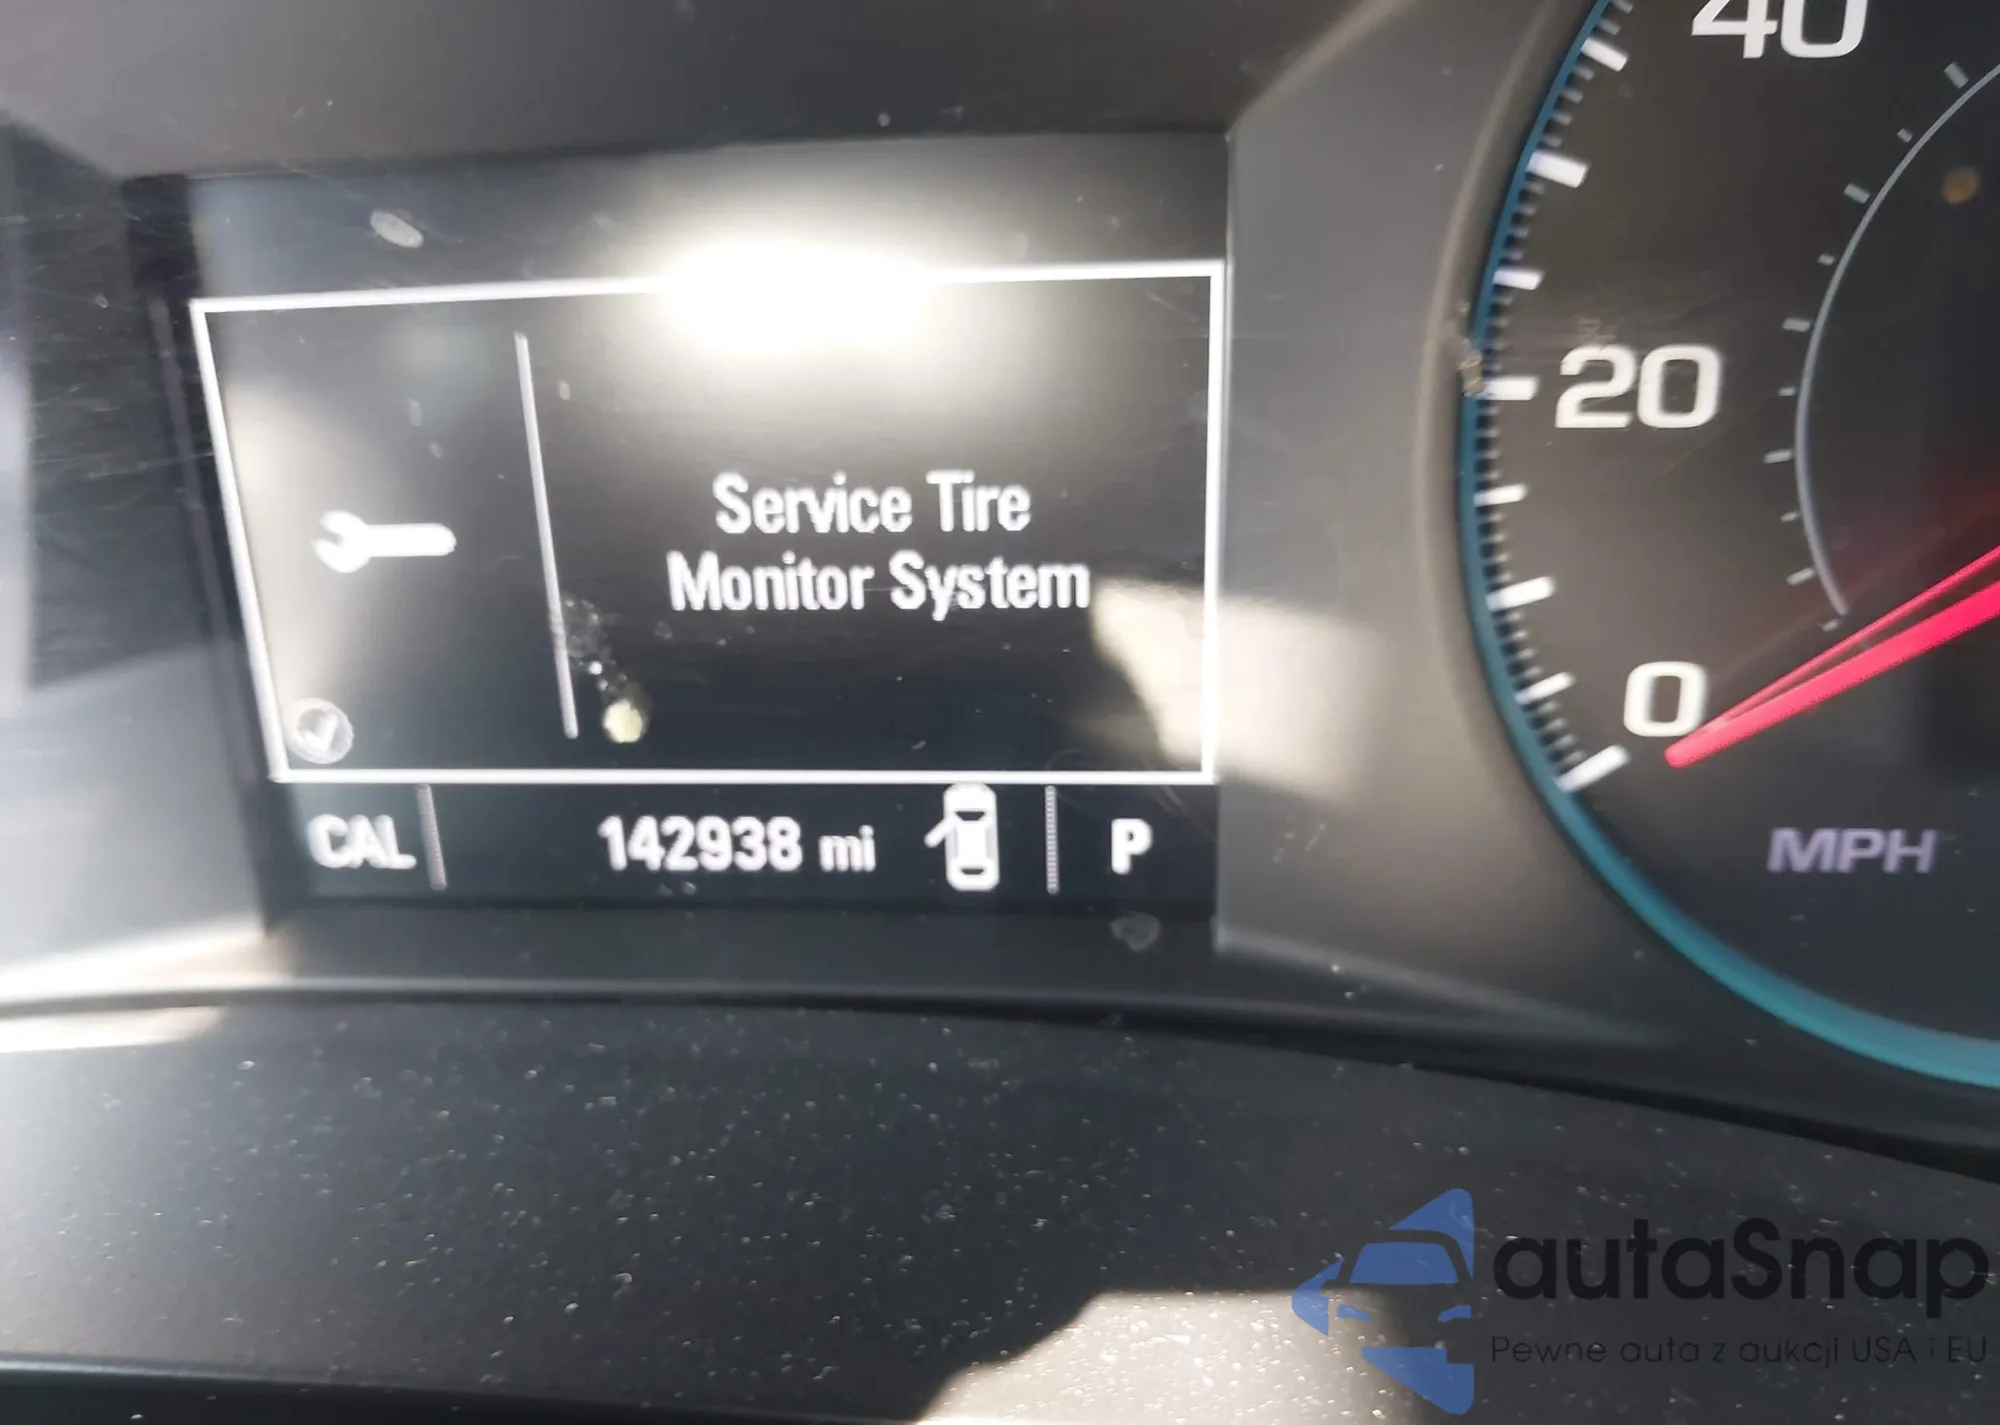 40
20
0
MPH
Service Tire
Monitor System
CAL
142938 mi
P
autaSnap
Pewne auta z aukcji USA i EU